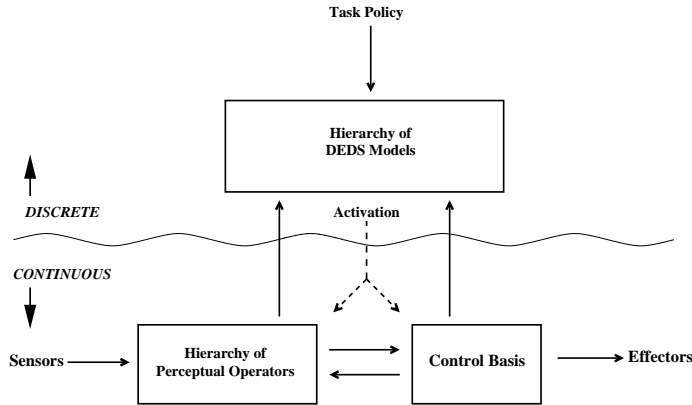 Task Policy
Hierarchy of
DEDS Models
DISCRETE
Activation
CONTINUOUS
Sensors
Hierarchy of
Perceptual Operators
Control Basis
Effectors